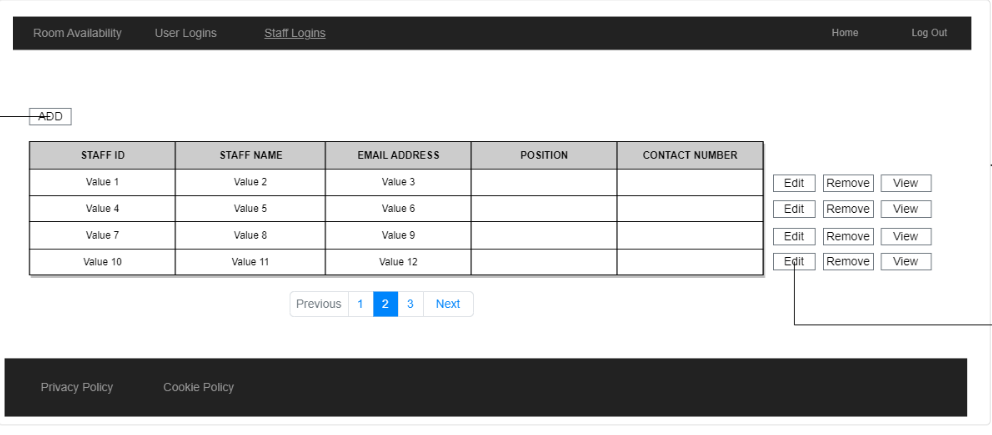 Room Availability User Logins Staff Logins Home Log Out
ADD
STAFF ID STAFF NAME EMAIL ADDRESS POSITION CONTACT NUMBER
Value 1 Value 2 Value 3 Edit Remove View
Value 4 Value 5 Value 6 Edit Remove View
Value 7 Value 8 Value 9 Edit Remove View
Value 10 Value 11 Value 12 Edit Remove View
Previous 1 2 3 Next
Privacy Policy Cookie Policy